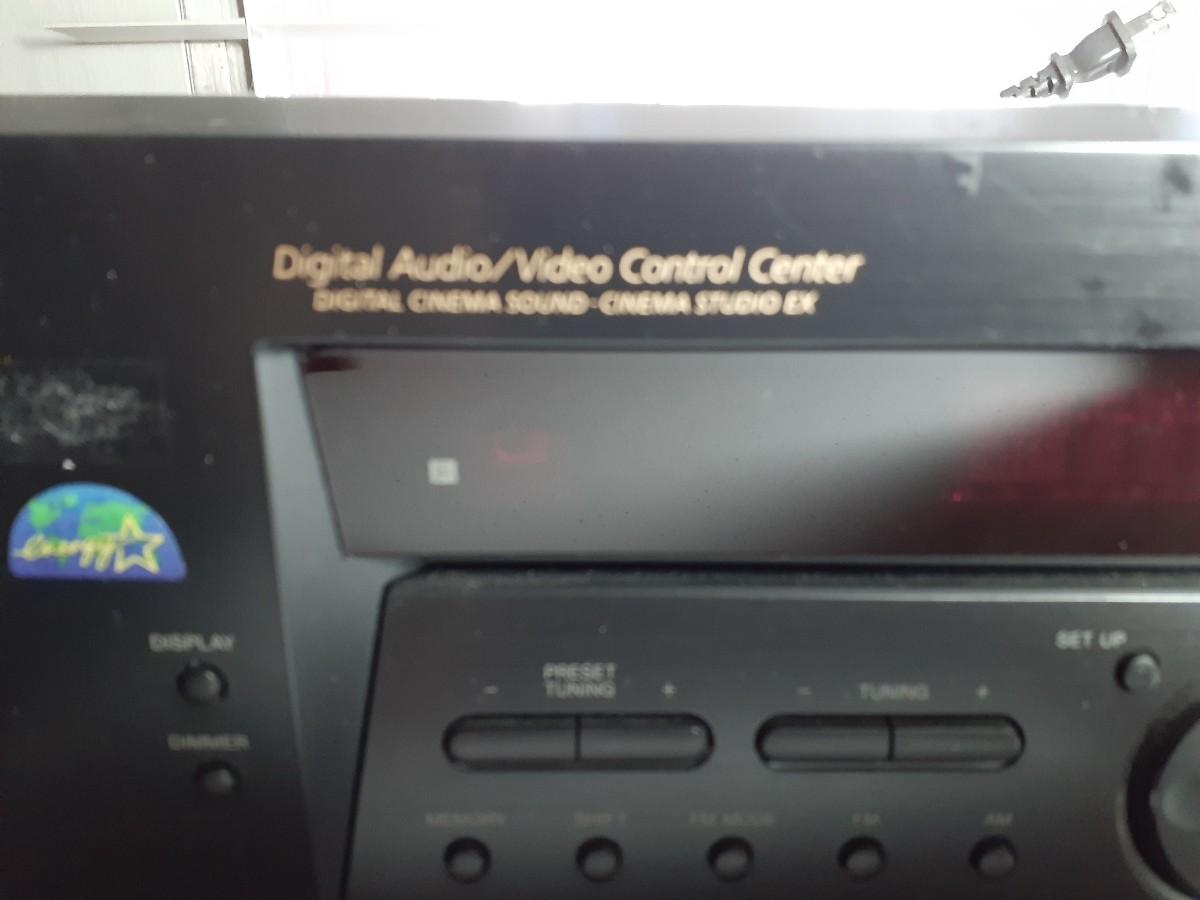 Digital Audio/Video Control Center
DIGITAL CINEMA SOUND · CINEMA STUDIO EX
energy
DISPLAY
DIMMER
PRESET
− TUNING +
− TUNING +
SET UP
MEMORY SHIFT FM MODE FM AM